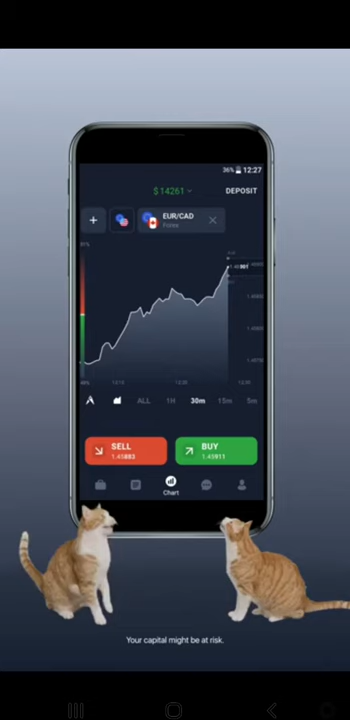 36% 12:27
$14261
DEPOSIT
EUR/CAD
Forex
ALL 1H 30m 15m 5m
SELL
1.45883
BUY
1.45911
Chart
Your capital might be at risk.